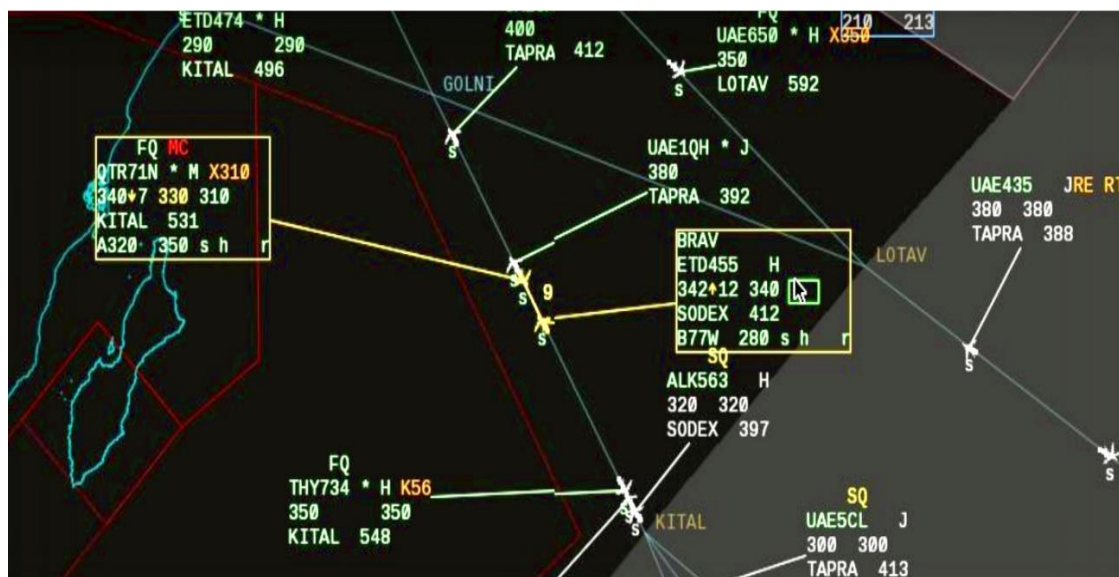 ETD474 * H
290 290
KITAL 496
400
TAPRA 412
FQ
UAE650 * H X350
350
LOTAV 592
210 213
GOLNI
FQ MC
QTR71N * M X310
340↓7 330 310
KITAL 531
A320 350 s h r
UAE1QH * J
380
TAPRA 392
UAE435 JRE RT
380 380
TAPRA 388
BRAV
ETD455 H
342↑12 340
SODEX 412
B77W 280 s h r
LOTAV
9
SQ
ALK563 H
320 320
SODEX 397
FQ
THY734 * H K56
350 350
KITAL 548
KITAL
SQ
UAE5CL J
300 300
TAPRA 413
s
s
s
s
s
s
s
s
s